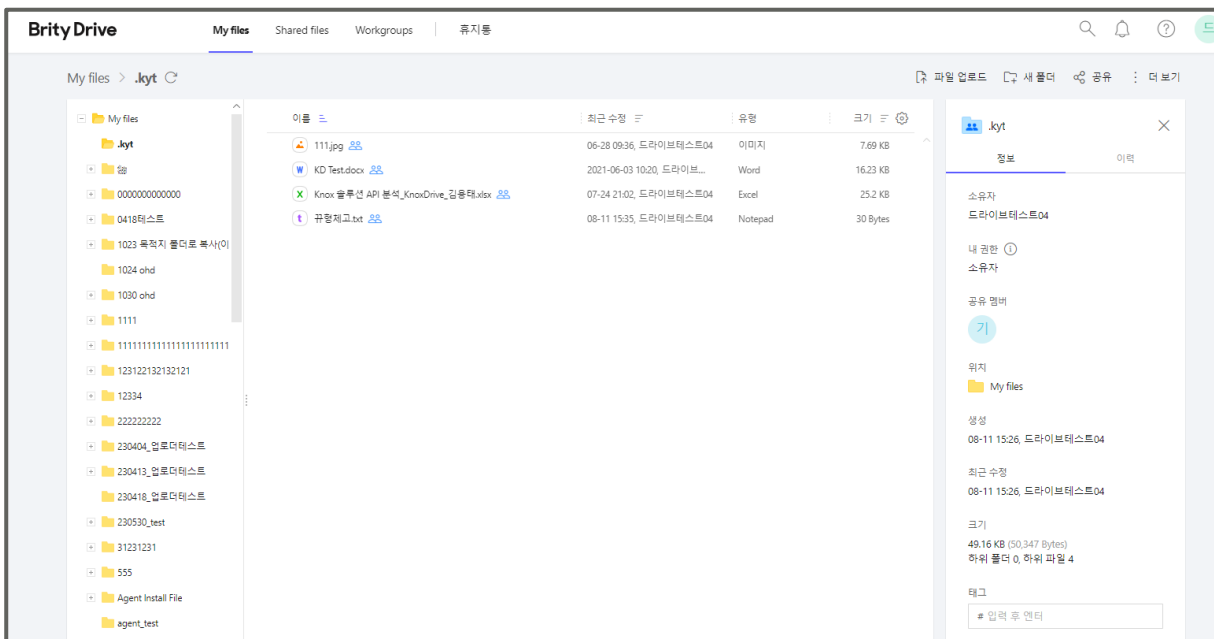 Brity Drive
My files
Shared files
Workgroups
휴지통
드
My files > .kyt
파일 업로드
새 폴더
공유
더 보기
My files
.kyt
0000000000000
0418테스트
1023 목적지 폴더로 복사(이
1024 ohd
1030 ohd
1111
123122132132121
12334
222222222
230404_업로더테스트
230413_업로더테스트
230418_업로더테스트
230530_test
31231231
555
Agent Install File
agent_test
이름
최근 수정
유형
크기
111.jpg
06-28 09:36, 드라이브테스트04
이미지
7.69 KB
W
KD Test.docx
2021-06-03 10:20, 드라이브...
Word
16.23 KB
X
Knox 솔루션 API 분석_KnoxDrive_김용태.xlsx
07-24 21:02, 드라이브테스트04
Excel
25.2 KB
t
뀨형제고.txt
08-11 15:35, 드라이브테스트04
Notepad
30 Bytes
.kyt
정보
이력
소유자
드라이브테스트04
내 권한
소유자
공유 멤버
기
위치
My files
생성
08-11 15:26, 드라이브테스트04
최근 수정
08-11 15:26, 드라이브테스트04
크기
49.16 KB (50,347 Bytes)
하위 폴더 0, 하위 파일 4
태그
# 입력 후 엔터